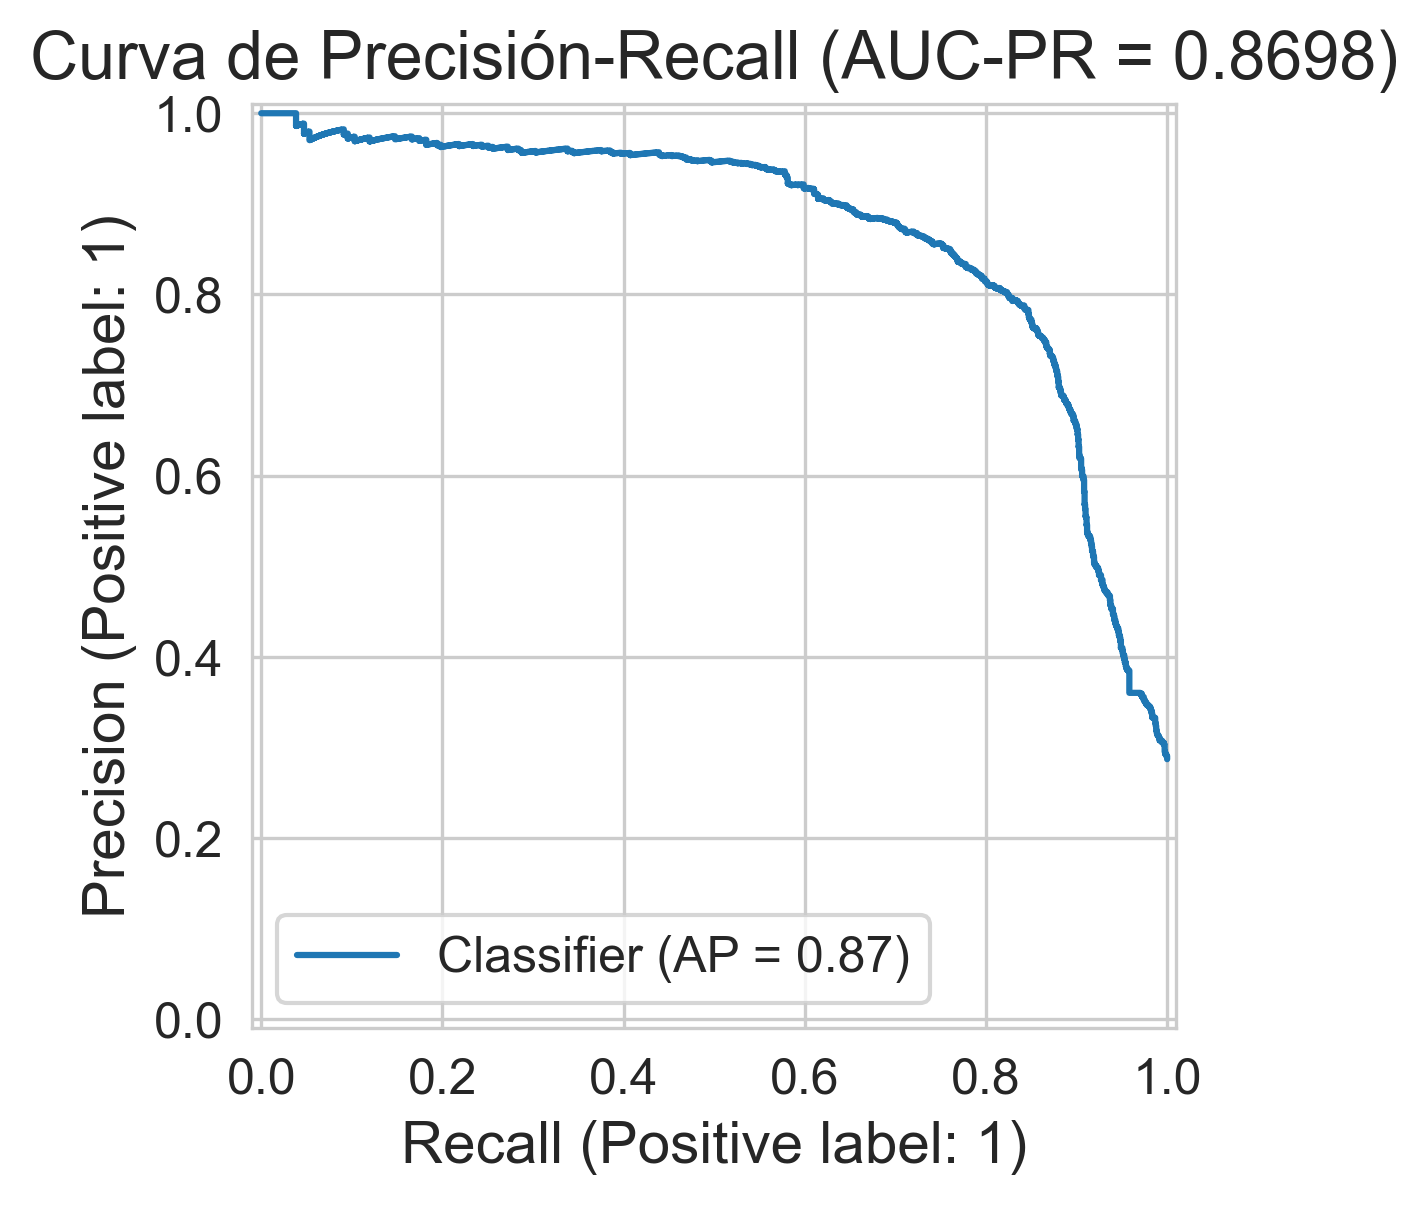 Curva de Precisión-Recall (AUC-PR = 0.8698)
Precision (Positive label: 1)
1.0
0.8
0.6
0.4
0.2
0.0
Classifier (AP = 0.87)
0.0 0.2 0.4 0.6 0.8 1.0
Recall (Positive label: 1)